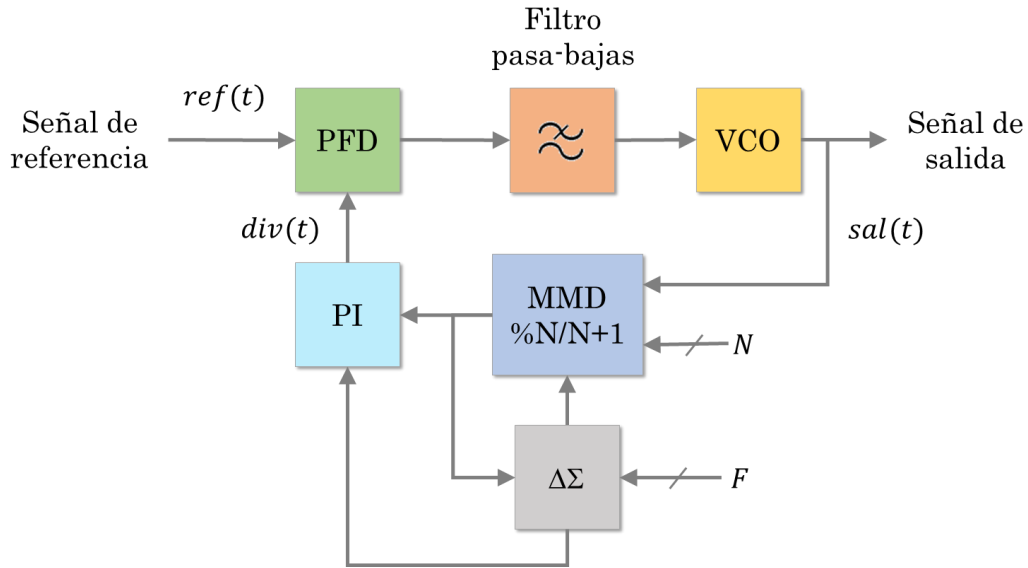 Filtro
pasa-bajas
ref(t)
Señal de
referencia
PFD
VCO
Señal de
salida
div(t)
sal(t)
PI
MMD
%N/N+1
N
ΔΣ
F